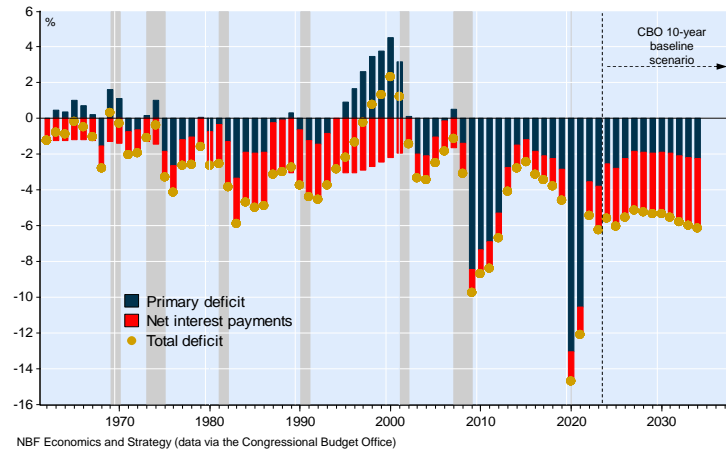 %
CBO 10-year
baseline
scenario
6
4
2
0
-2
-4
-6
-8
-10
-12
-14
-16
Primary deficit
Net interest payments
Total deficit
1970
1980
1990
2000
2010
2020
2030
NBF Economics and Strategy (data via the Congressional Budget Office)